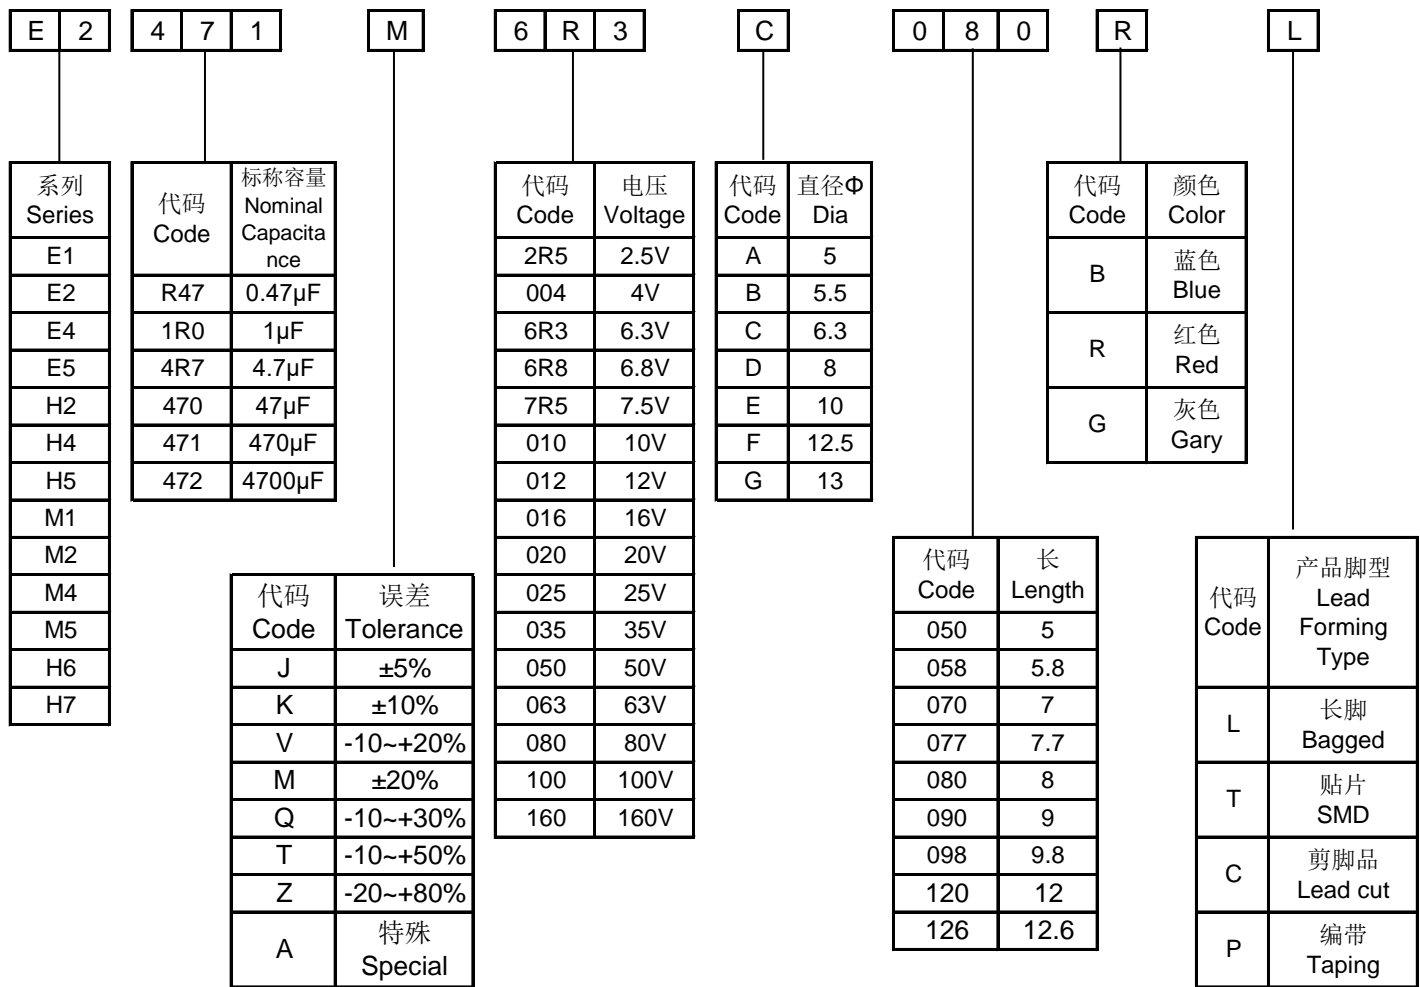 E 2 4 7 1 M 6 R 3 C 0 8 0 R L
系列
Series
E1
E2
E4
E5
H2
H4
H5
M1
M2
M4
M5
H6
H7
代码
Code
标称容量
Nominal
Capacita
nce
R47 0.47µF
1R0 1µF
4R7 4.7µF
470 47µF
471 470µF
472 4700µF
代码
Code
误差
Tolerance
J ±5%
K ±10%
V -10~+20%
M ±20%
Q -10~+30%
T -10~+50%
Z -20~+80%
A
特殊
Special
代码
Code
电压
Voltage
2R5 2.5V
004 4V
6R3 6.3V
6R8 6.8V
7R5 7.5V
010 10V
012 12V
016 16V
020 20V
025 25V
035 35V
050 50V
063 63V
080 80V
100 100V
160 160V
代码
Code
直径Φ
Dia
A 5
B 5.5
C 6.3
D 8
E 10
F 12.5
G 13
代码
Code
长
Length
050 5
058 5.8
070 7
077 7.7
080 8
090 9
098 9.8
120 12
126 12.6
代码
Code
颜色
Color
B
蓝色
Blue
R
红色
Red
G
灰色
Gary
代码
Code
产品脚型
Lead
Forming
Type
L
长脚
Bagged
T
贴片
SMD
C
剪脚品
Lead cut
P
编带
Taping